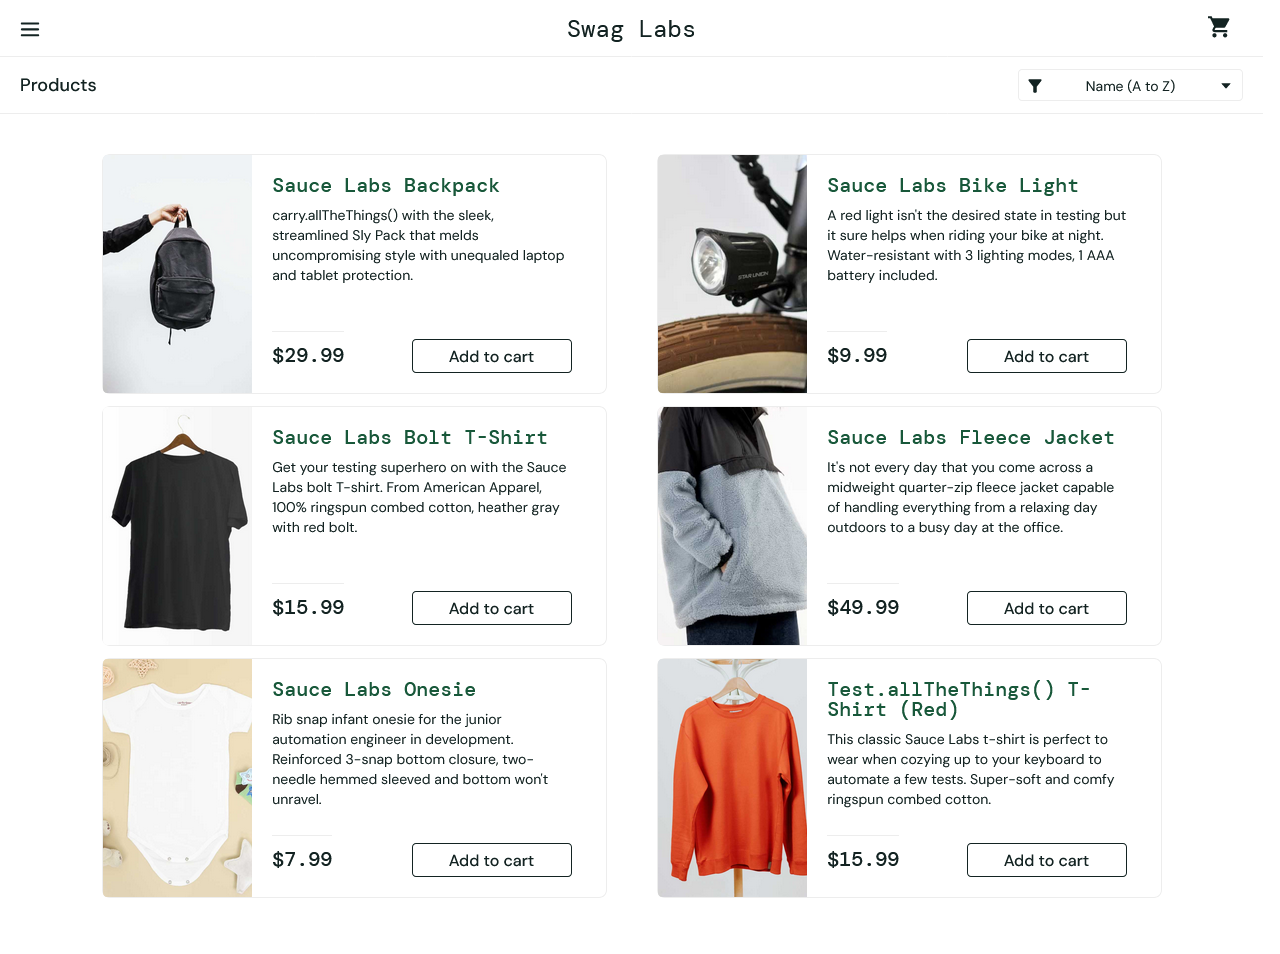 Swag Labs
Products
Name (A to Z)
Sauce Labs Backpack
carry.allTheThings() with the sleek,
streamlined Sly Pack that melds
uncompromising style with unequaled laptop
and tablet protection.
$29.99
Add to cart
Sauce Labs Bike Light
A red light isn't the desired state in testing but
it sure helps when riding your bike at night.
Water-resistant with 3 lighting modes, 1 AAA
battery included.
STAR UNION
$9.99
Add to cart
Sauce Labs Bolt T-Shirt
Get your testing superhero on with the Sauce
Labs bolt T-shirt. From American Apparel,
100% ringspun combed cotton, heather gray
with red bolt.
$15.99
Add to cart
Sauce Labs Fleece Jacket
It's not every day that you come across a
midweight quarter-zip fleece jacket capable
of handling everything from a relaxing day
outdoors to a busy day at the office.
$49.99
Add to cart
Sauce Labs Onesie
Rib snap infant onesie for the junior
automation engineer in development.
Reinforced 3-snap bottom closure, two-
needle hemmed sleeved and bottom won't
unravel.
$7.99
Add to cart
Test.allTheThings() T-
Shirt (Red)
This classic Sauce Labs t-shirt is perfect to
wear when cozying up to your keyboard to
automate a few tests. Super-soft and comfy
ringspun combed cotton.
$15.99
Add to cart